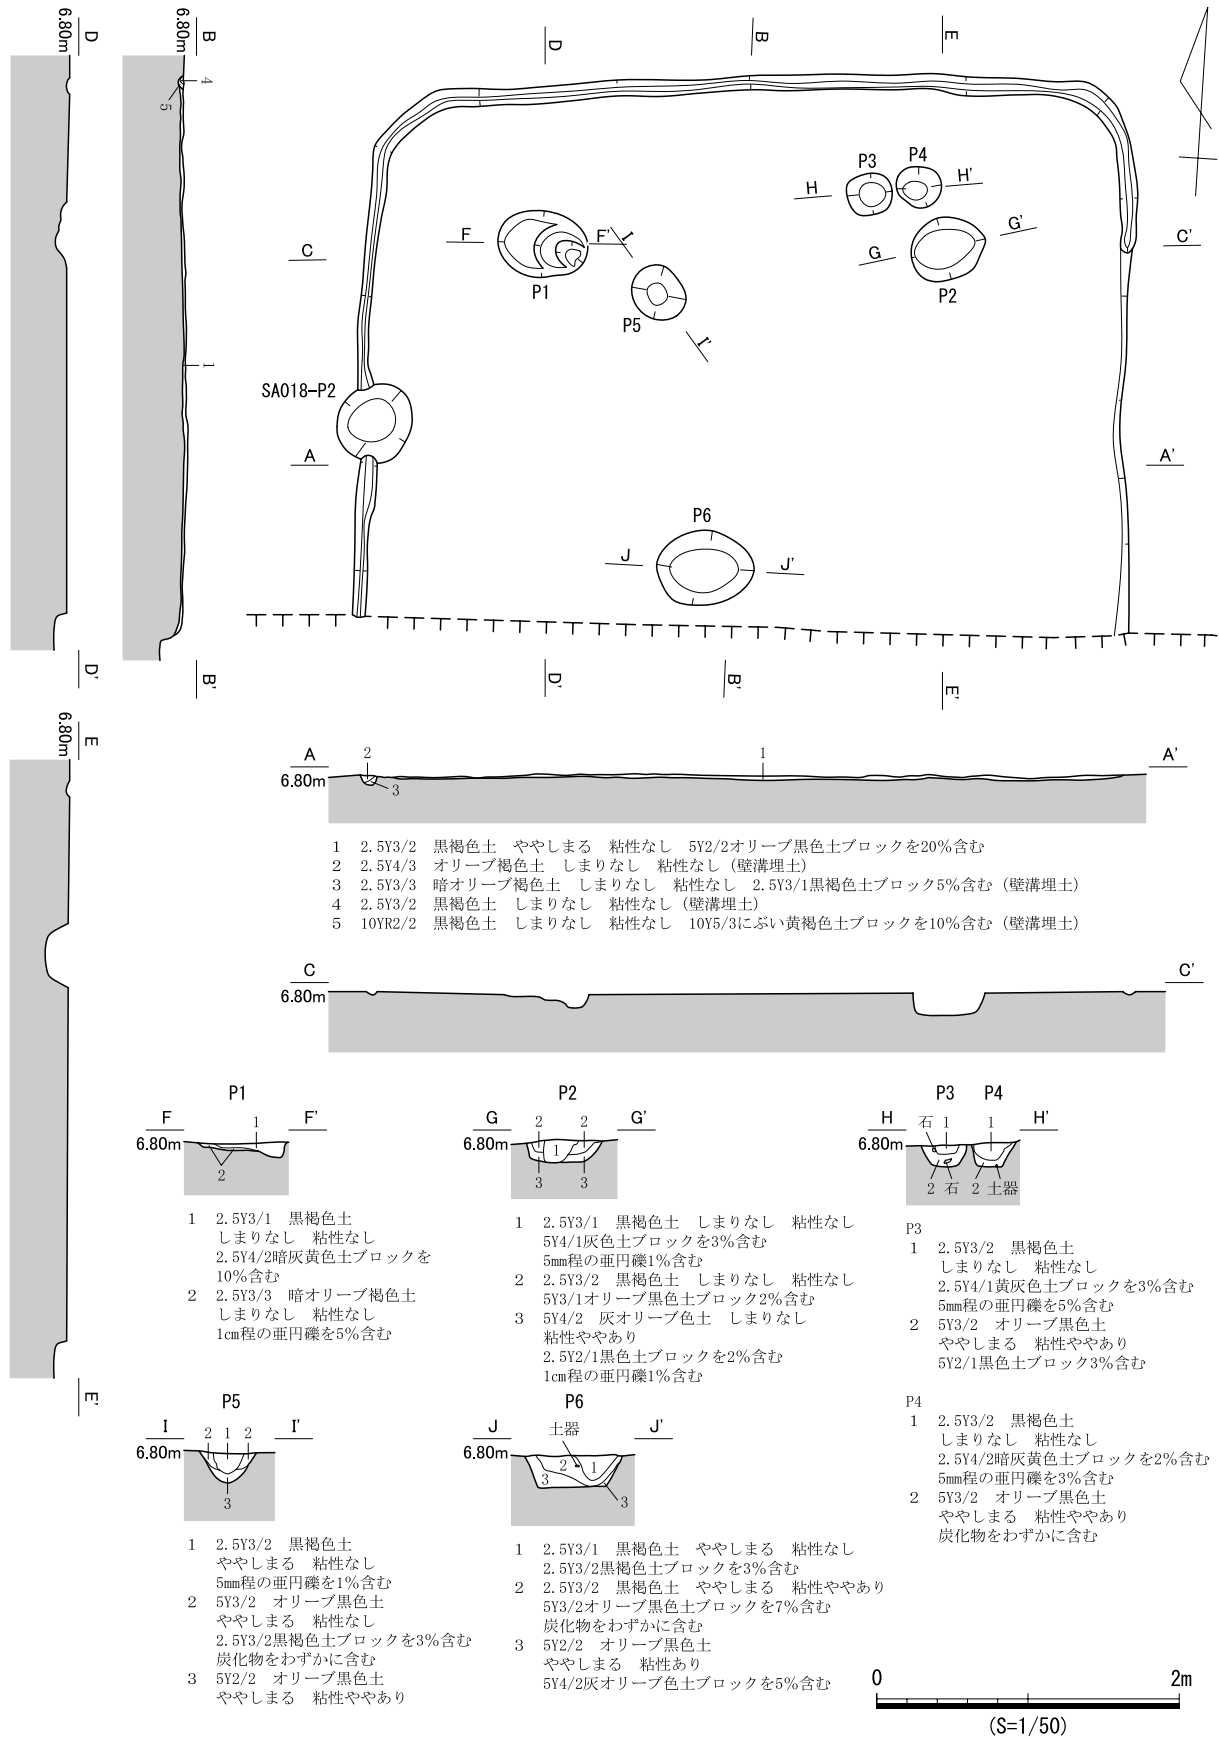 D
6.80m
B
6.80m
4
5
1
D'
B'
D
B
E
P3
P4
H
H'
F
F'
I
G'
G
C
C'
P1
P5
P2
I'
SA018-P2
A
A'
P6
J
J'
D'
B'
E'
E
6.80m
E'
A
2
1
A'
6.80m
3
1 2.5Y3/2 黒褐色土 ややしまる 粘性なし 5Y2/2オリーブ黒色土ブロックを20%含む
2 2.5Y4/3 オリーブ褐色土 しまりなし 粘性なし（壁溝埋土）
3 2.5Y3/3 暗オリーブ褐色土 しまりなし 粘性なし 2.5Y3/1黒褐色土ブロック5%含む（壁溝埋土）
4 2.5Y3/2 黒褐色土 しまりなし 粘性なし（壁溝埋土）
5 10YR2/2 黒褐色土 しまりなし 粘性なし 10Y5/3にぶい黄褐色土ブロックを10%含む（壁溝埋土）
C
C'
6.80m
P1
F
1
F'
6.80m
2
1 2.5Y3/1 黒褐色土
しまりなし 粘性なし
2.5Y4/2暗灰黄色土ブロックを
10%含む
2 2.5Y3/3 暗オリーブ褐色土
しまりなし 粘性なし
1cm程の亜円礫を5%含む
P2
G
2 2
G'
6.80m
1
3 3
1 2.5Y3/1 黒褐色土 しまりなし 粘性なし
5Y4/1灰色土ブロックを3%含む
5mm程の亜円礫1%含む
2 2.5Y3/2 黒褐色土 しまりなし 粘性なし
5Y3/1オリーブ黒色土ブロック2%含む
3 5Y4/2 灰オリーブ色土 しまりなし
粘性ややあり
2.5Y2/1黒色土ブロックを2%含む
1cm程の亜円礫1%含む
P3 P4
H
石 1 1
H'
6.80m
2 石 2 土器
P3
1 2.5Y3/2 黒褐色土
しまりなし 粘性なし
2.5Y4/1黄灰色土ブロックを3%含む
5mm程の亜円礫を5%含む
2 5Y3/2 オリーブ黒色土
ややしまる 粘性ややあり
5Y2/1黒色土ブロック3%含む
P4
1 2.5Y3/2 黒褐色土
しまりなし 粘性なし
2.5Y4/2暗灰黄色土ブロックを2%含む
5mm程の亜円礫を3%含む
2 5Y3/2 オリーブ黒色土
ややしまる 粘性ややあり
炭化物をわずかに含む
P5
I
2 1 2
I'
6.80m
3
1 2.5Y3/2 黒褐色土
ややしまる 粘性なし
5mm程の亜円礫を1%含む
2 5Y3/2 オリーブ黒色土
ややしまる 粘性なし
2.5Y3/2黒褐色土ブロックを3%含む
炭化物をわずかに含む
3 5Y2/2 オリーブ黒色土
ややしまる 粘性ややあり
P6
J
土器
J'
6.80m
3 2 1
3
1 2.5Y3/1 黒褐色土 ややしまる 粘性なし
2.5Y3/2黒褐色土ブロックを3%含む
2 2.5Y3/2 黒褐色土 ややしまる 粘性ややあり
5Y3/2オリーブ黒色土ブロックを7%含む
炭化物をわずかに含む
3 5Y2/2 オリーブ黒色土
ややしまる 粘性あり
5Y4/2灰オリーブ色土ブロックを5%含む
0 2m
(S=1/50)